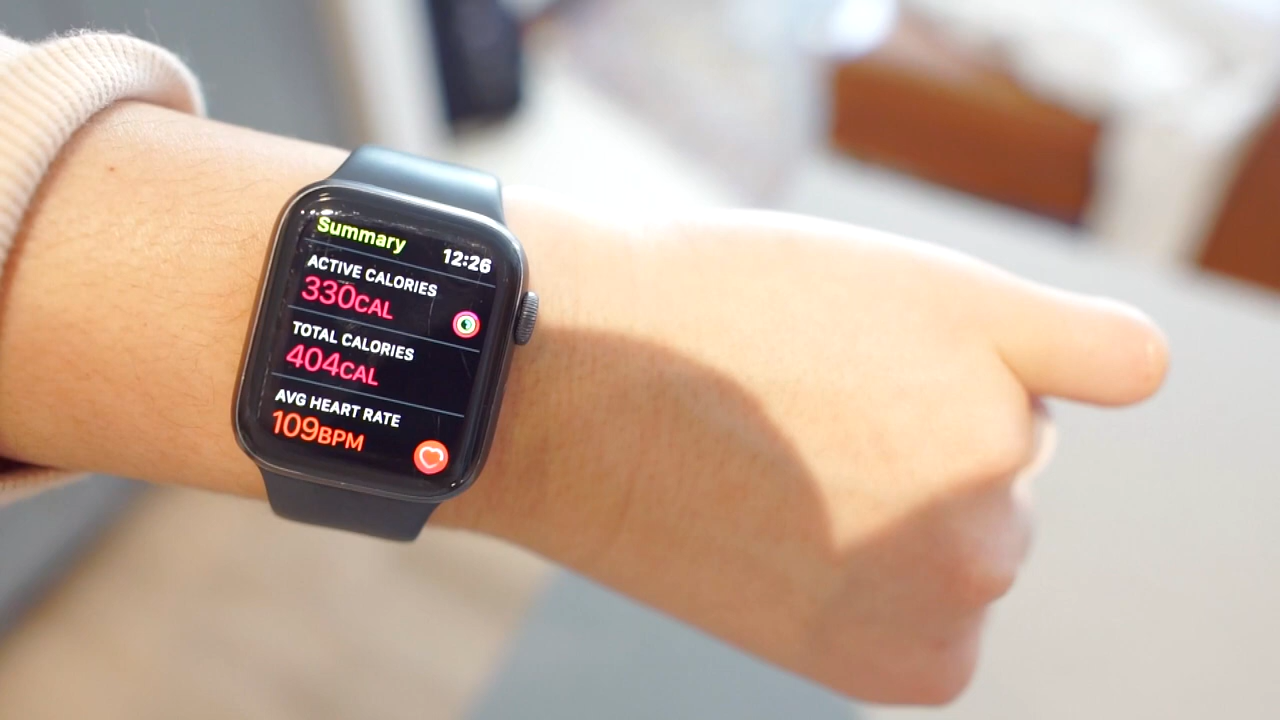 Summary
12:26
ACTIVE CALORIES
330CAL
TOTAL CALORIES
404CAL
AVG HEART RATE
109BPM